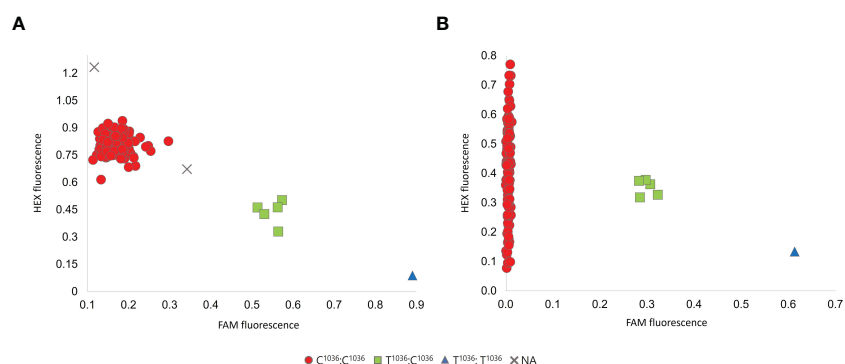 A
B
HEX fluorescence
1.2
1.05
0.9
0.75
0.6
0.45
0.3
0.15
0
0.1 0.2 0.3 0.4 0.5 0.6 0.7 0.8 0.9
FAM fluorescence
HEX fluorescence
0.8
0.7
0.6
0.5
0.4
0.3
0.2
0.1
0.0
0.0 0.1 0.2 0.3 0.4 0.5 0.6 0.7
FAM fluorescence
C¹⁰³⁶:C¹⁰³⁶ T¹⁰³⁶:C¹⁰³⁶ T¹⁰³⁶: T¹⁰³⁶ NA